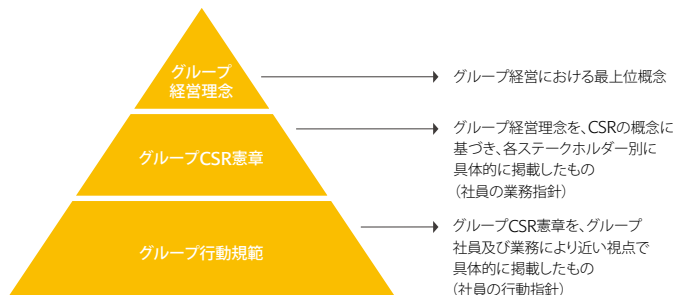 グループ
経営理念
グループ経営における最上位概念
グループCSR憲章
グループ経営理念を、CSRの概念に
基づき、各ステークホルダー別に
具体的に掲載したもの
（社員の業務指針）
グループ行動規範
グループCSR憲章を、グループ
社員及び業務により近い視点で
具体的に掲載したもの
（社員の行動指針）